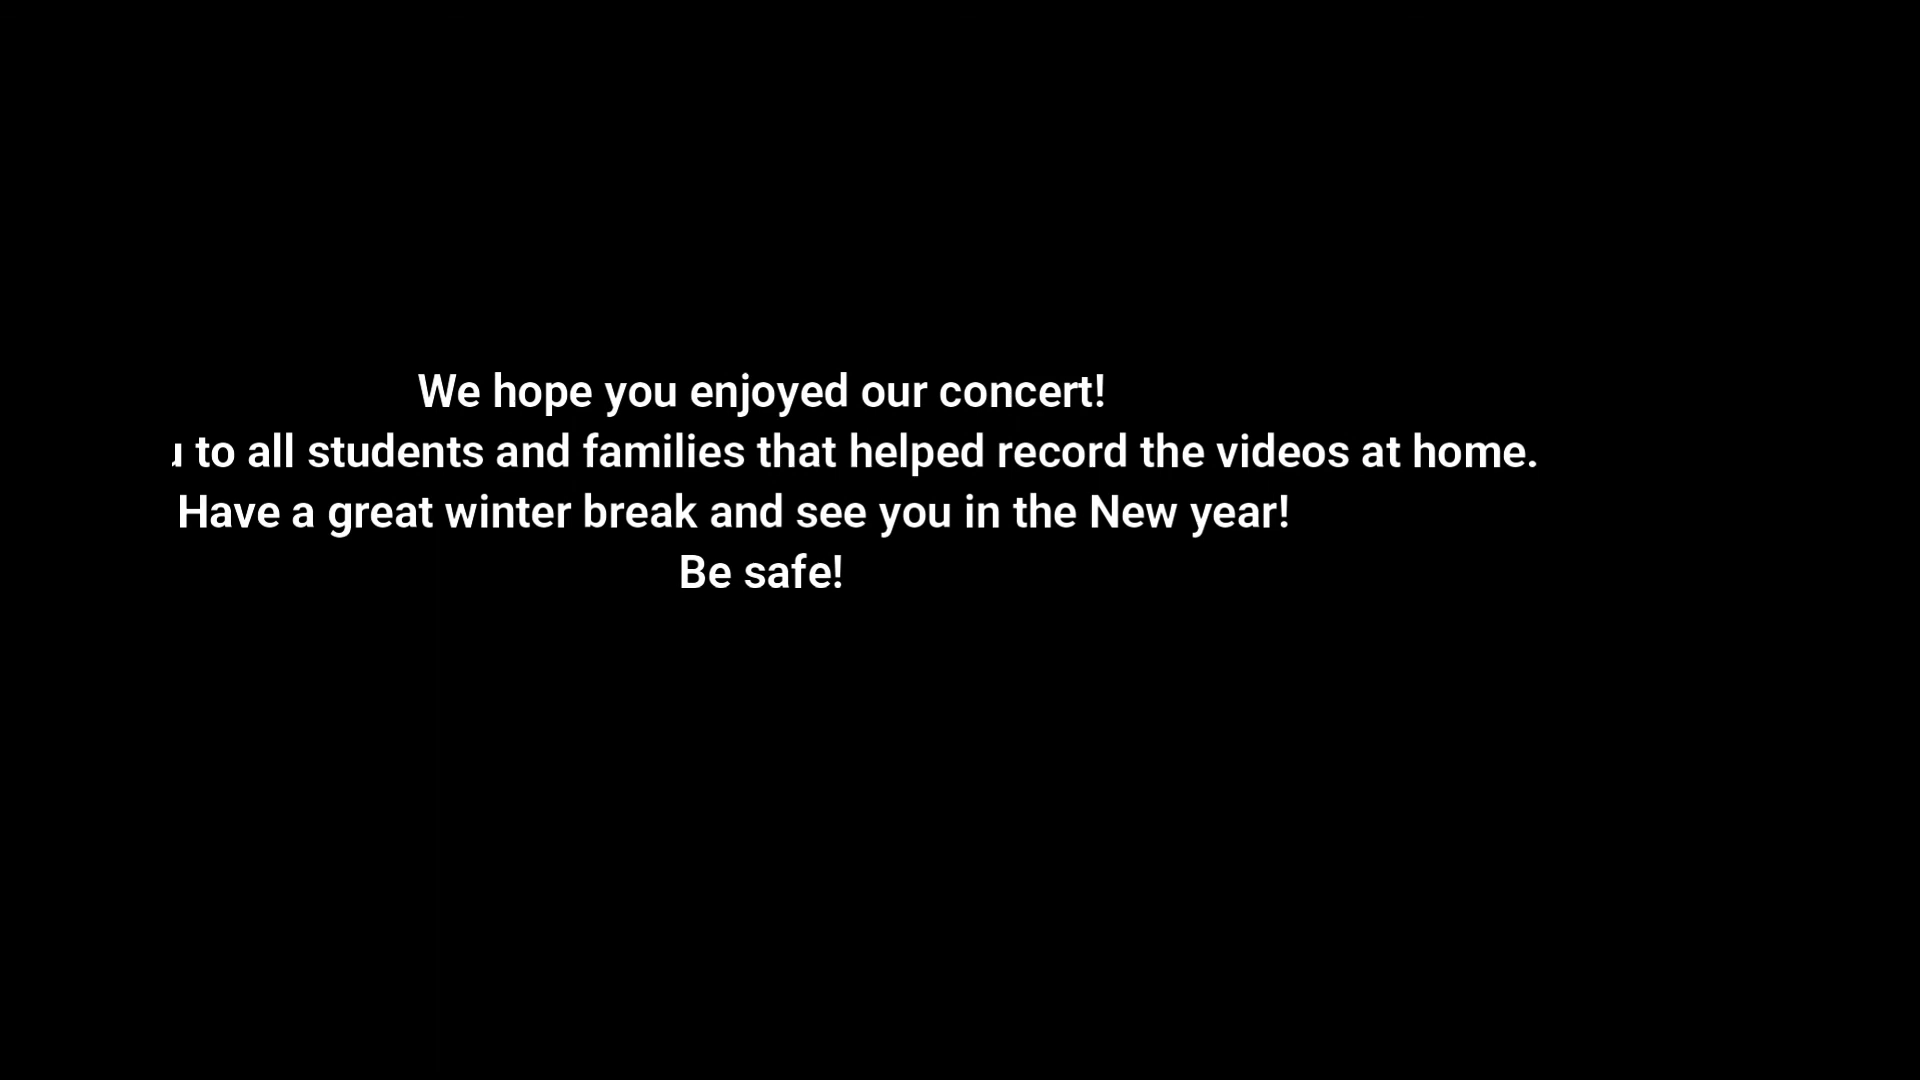 We hope you enjoyed our concert!
to all students and families that helped record the videos at home.
Have a great winter break and see you in the New year!
Be safe!